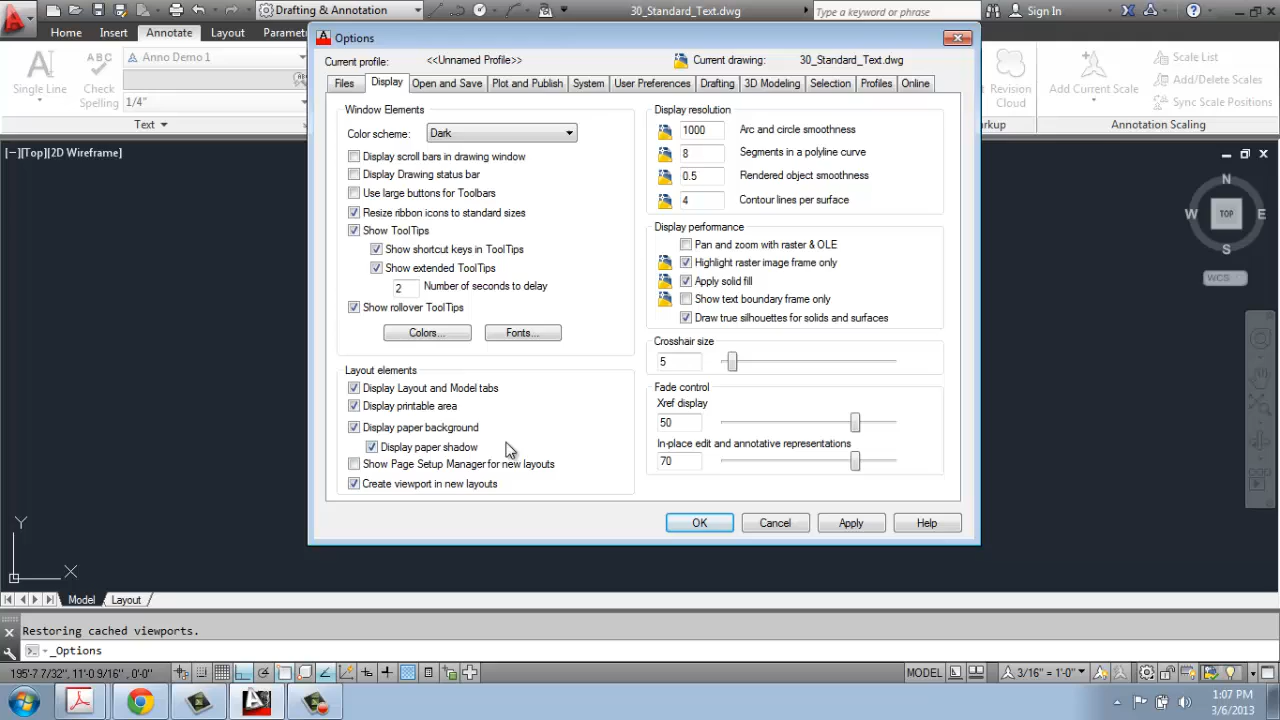 Drafting & Annotation
30_Standard_Text.dwg
Type a keyword or phrase
Sign In
Home
Insert
Annotate
Layout
Single Line
Check Spelling
Anno Demo 1
1/4"
Text
Options
Current profile:
<<Unnamed Profile>>
Current drawing:
30_Standard_Text.dwg
Files
Display
Open and Save
Plot and Publish
System
User Preferences
Drafting
3D Modeling
Selection
Profiles
Online
Window Elements
Color scheme:
Dark
Display scroll bars in drawing window
Display Drawing status bar
Use large buttons for Toolbars
Resize ribbon icons to standard sizes
Show ToolTips
Show shortcut keys in ToolTips
Show extended ToolTips
2 Number of seconds to delay
Show rollover ToolTips
Colors...
Fonts...
Layout elements
Display Layout and Model tabs
Display printable area
Display paper background
Display paper shadow
Show Page Setup Manager for new layouts
Create viewport in new layouts
Display resolution
1000 Arc and circle smoothness
8 Segments in a polyline curve
0.5 Rendered object smoothness
4 Contour lines per surface
Display performance
Pan and zoom with raster & OLE
Highlight raster image frame only
Apply solid fill
Show text boundary frame only
Draw true silhouettes for solids and surfaces
Crosshair size
5
Fade control
Xref display
50
In-place edit and annotative representations
70
OK
Cancel
Apply
Help
Revision Cloud
Add Current Scale
Scale List
Add/Delete Scales
Sync Scale Positions
Annotation Scaling
[−][Top][2D Wireframe]
N
W
TOP
E
S
WCS
Y
X
Model
Layout
Restoring cached viewports.
_Options
195'-7 7/32", 11'-0 9/16", 0'-0"
MODEL
3/16" = 1'-0"
1:07 PM
3/6/2013